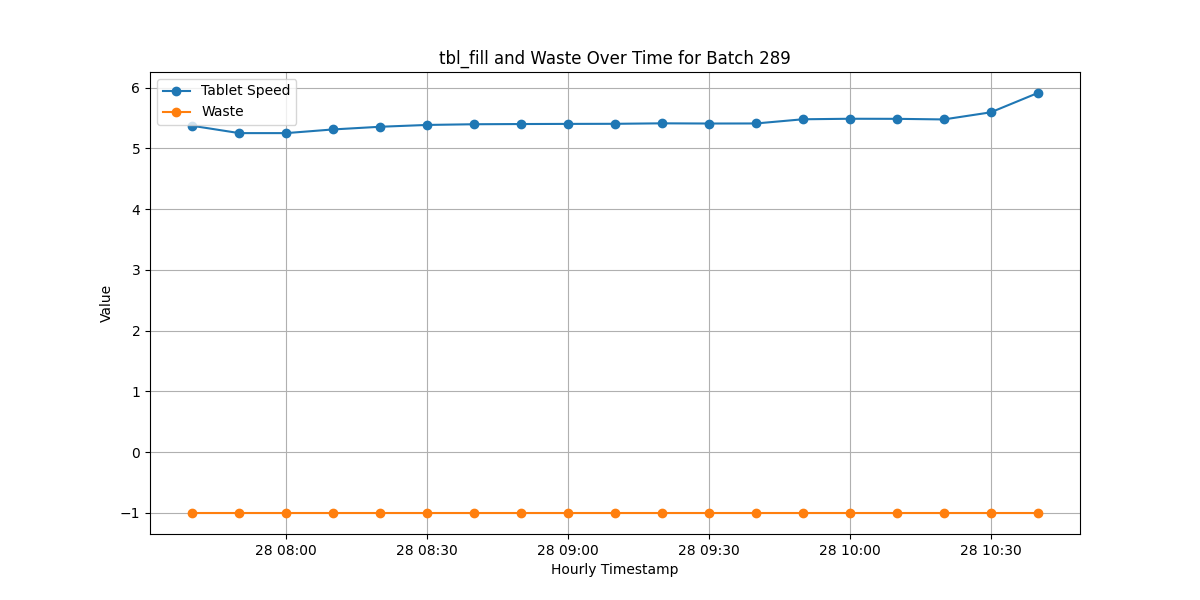 tbl_fill and Waste Over Time for Batch 289
Tablet Speed
Waste
6
5
4
3
2
1
0
−1
Value
28 08:00 28 08:30 28 09:00 28 09:30 28 10:00 28 10:30
Hourly Timestamp